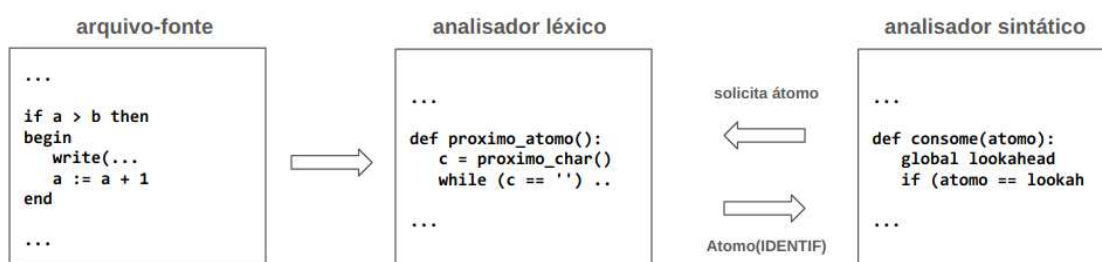 arquivo-fonte
...
if a > b then
begin
write(...
a := a + 1
end
...
analisador léxico
...
def proximo_atomo():
c = proximo_char()
while (c == '') ..
...
solicita átomo
Atomo(IDENTIF)
analisador sintático
...
def consome(atomo):
global lookahead
if (atomo == lookah
...